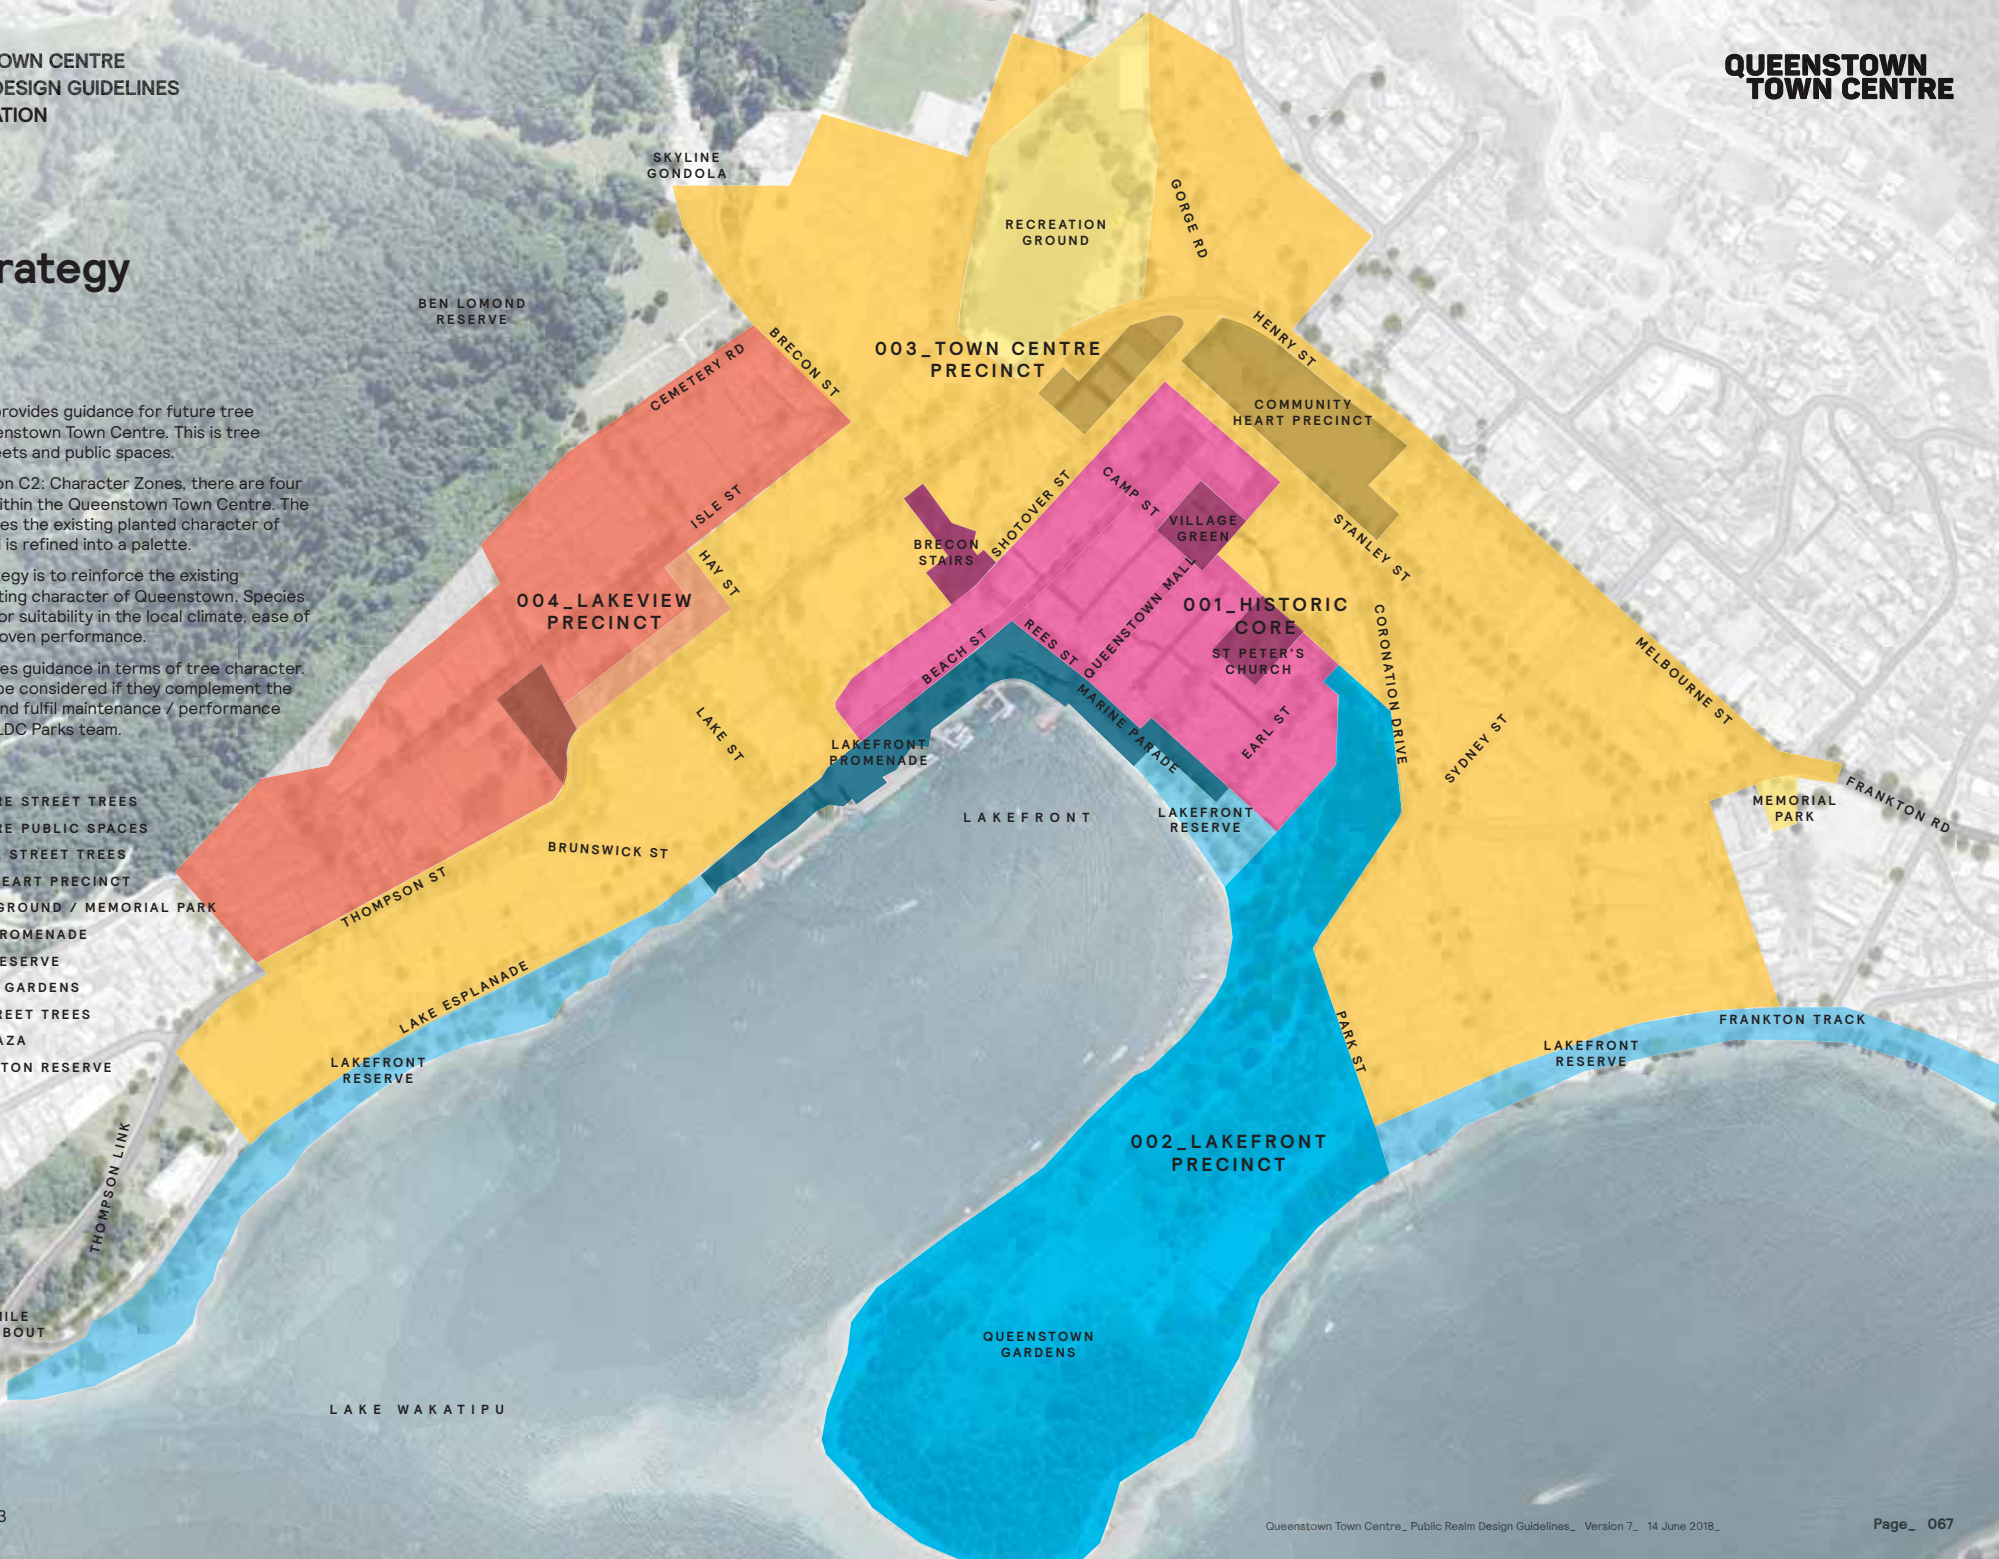 OWN CENTRE
DESIGN GUIDELINES
ATION
QUEENSTOWN
TOWN CENTRE
rategy
provides guidance for future tree
enstown Town Centre. This is tree
eets and public spaces.
on C2: Character Zones, there are four
vithin the Queenstown Town Centre. The
es the existing planted character of
l is refined into a palette.
egy is to reinforce the existing
ting character of Queenstown. Species
or suitability in the local climate, ease of
oven performance.
es guidance in terms of tree character.
be considered if they complement the
nd fulfil maintenance / performance
LDC Parks team.
RE STREET TREES
RE PUBLIC SPACES
STREET TREES
EART PRECINCT
GROUND / MEMORIAL PARK
ROMENADE
ESERVE
GARDENS
REET TREES
AZA
TON RESERVE
SKYLINE
GONDOLA
BEN LOMOND
RESERVE
RECREATION
GROUND
GORGE RD
HENRY ST
BRECON ST
CEMETERY RD
003_TOWN CENTRE
PRECINCT
COMMUNITY
HEART PRECINCT
ISLE ST
HAY ST
SHOTOVER ST
CAMP ST
BRECON
STAIRS
VILLAGE
GREEN
STANLEY ST
004_LAKEVIEW
PRECINCT
001_HISTORIC
CORE
ST PETER'S
CHURCH
QUEENSTOWN MALL
BEACH ST
REES ST
CORONATION DRIVE
MELBOURNE ST
LAKE ST
LAKEFRONT
PROMENADE
MARINE PARADE
EARL ST
SYDNEY ST
MEMORIAL
PARK
FRANKTON RD
LAKEFRONT
LAKEFRONT
RESERVE
BRUNSWICK ST
THOMPSON ST
LAKE ESPLANADE
LAKEFRONT
RESERVE
PARK ST
LAKEFRONT
RESERVE
FRANKTON TRACK
THOMPSON LINK
002_LAKEFRONT
PRECINCT
MILE
BOUT
QUEENSTOWN
GARDENS
LAKE WAKATIPU
3
Queenstown Town Centre_ Public Realm Design Guidelines_ Version 7_ 14 June 2018_
Page_ 067